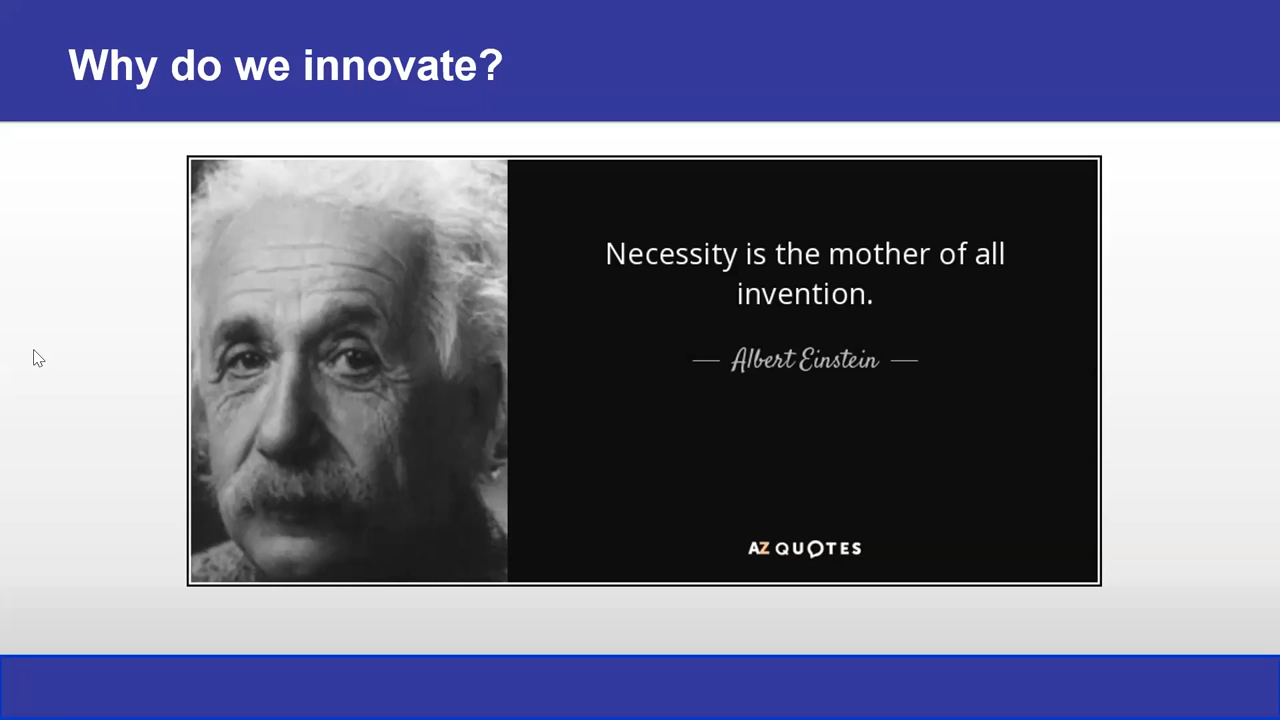 Why do we innovate?
Necessity is the mother of all
invention.
— Albert Einstein —
AZ QUOTES